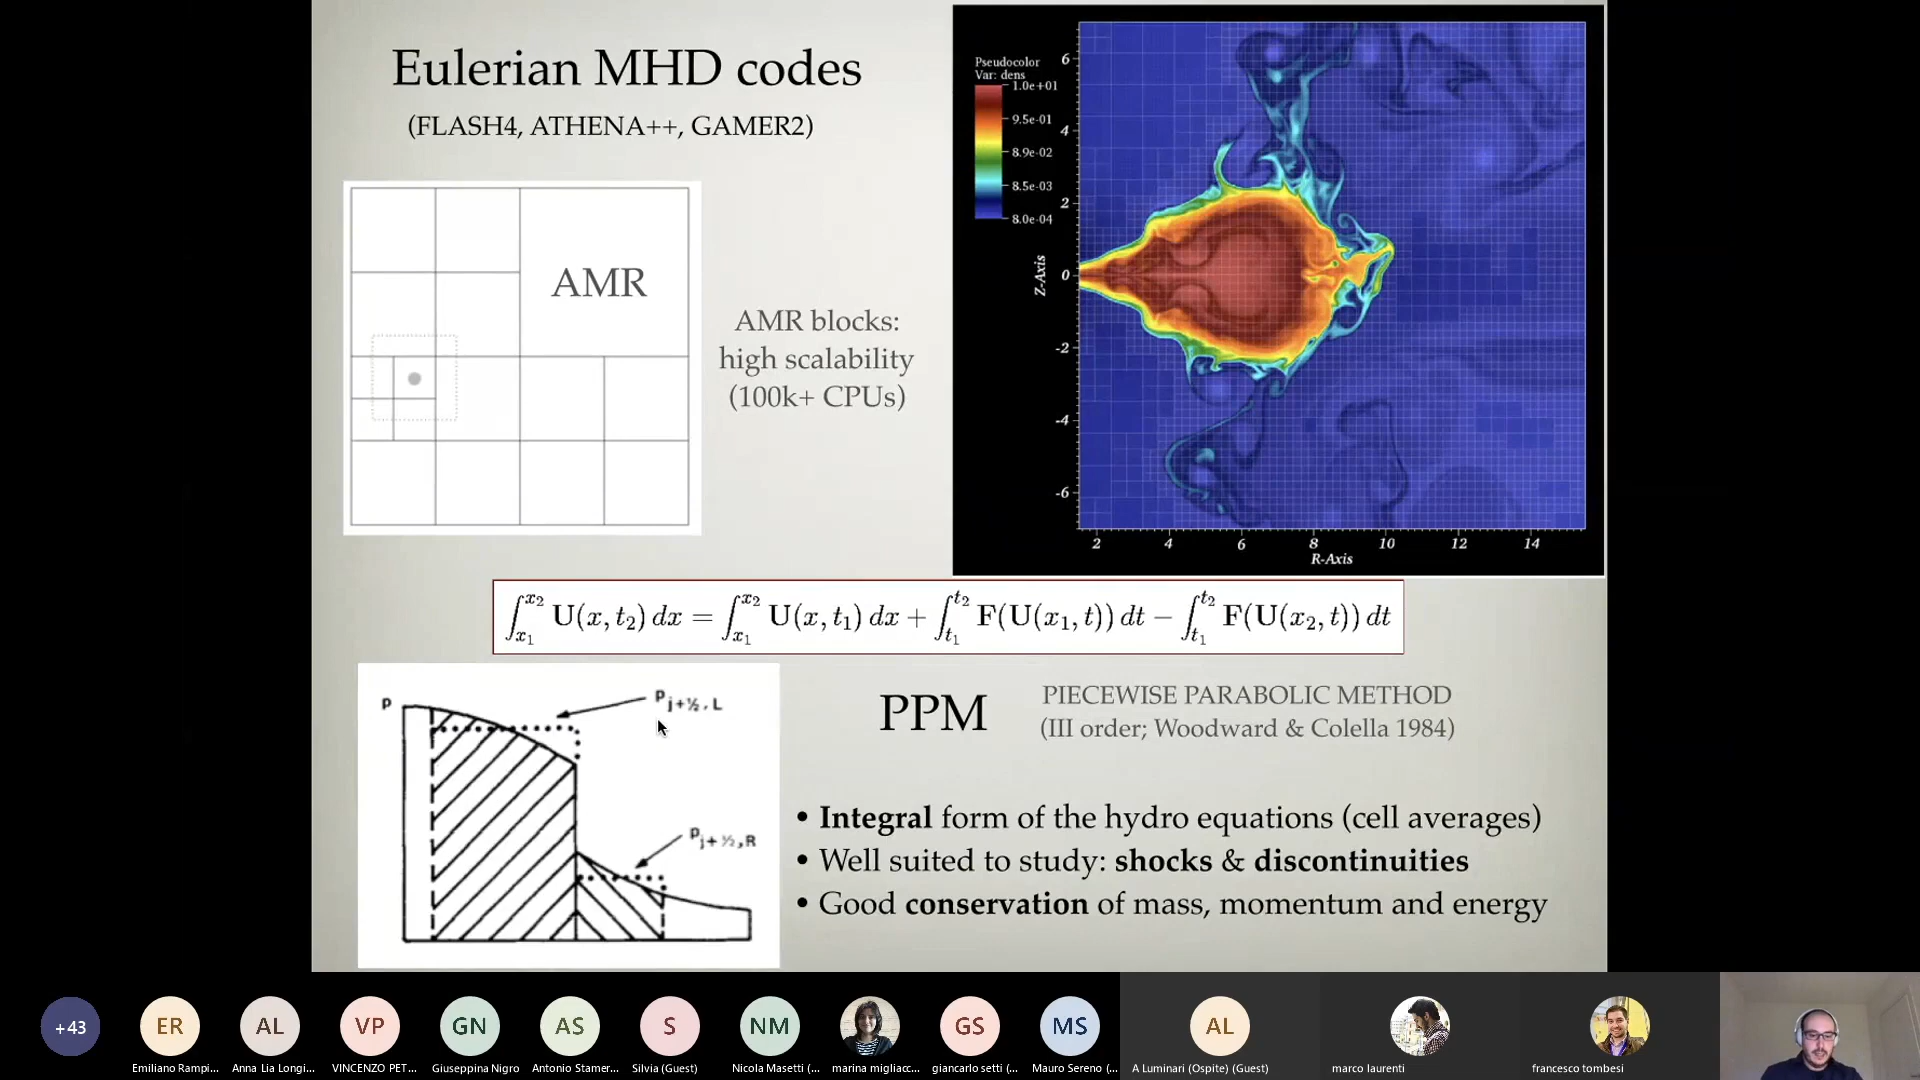 Eulerian MHD codes
(FLASH4, ATHENA++, GAMER2)
AMR
AMR blocks:
high scalability
(100k+ CPUs)
Pseudocolor
Var: dens
1.0e+01
9.5e-01
8.9e-02
8.5e-03
8.0e-04
Z-Axis
6
4
2
0
-2
-4
-6
2 4 6 8 10 12 14
R-Axis
∫_{x₁}^{x₂} U(x, t₂) dx = ∫_{x₁}^{x₂} U(x, t₁) dx + ∫_{t₁}^{t₂} F(U(x₁, t)) dt − ∫_{t₁}^{t₂} F(U(x₂, t)) dt
P
P j+½, L
P j+½, R
PPM
PIECEWISE PARABOLIC METHOD
(III order; Woodward & Colella 1984)
• Integral form of the hydro equations (cell averages)
• Well suited to study: shocks & discontinuities
• Good conservation of mass, momentum and energy
+43
ER
AL
VP
GN
AS
S
NM
GS
MS
AL
Emiliano Rampi...
Anna Lia Longi...
VINCENZO PET...
Giuseppina Nigro
Antonio Stamer...
Silvia (Guest)
Nicola Masetti (...
marina migliacc...
giancarlo setti (...
Mauro Sereno (...
A Luminari (Ospite) (Guest)
marco laurenti
francesco tombesi